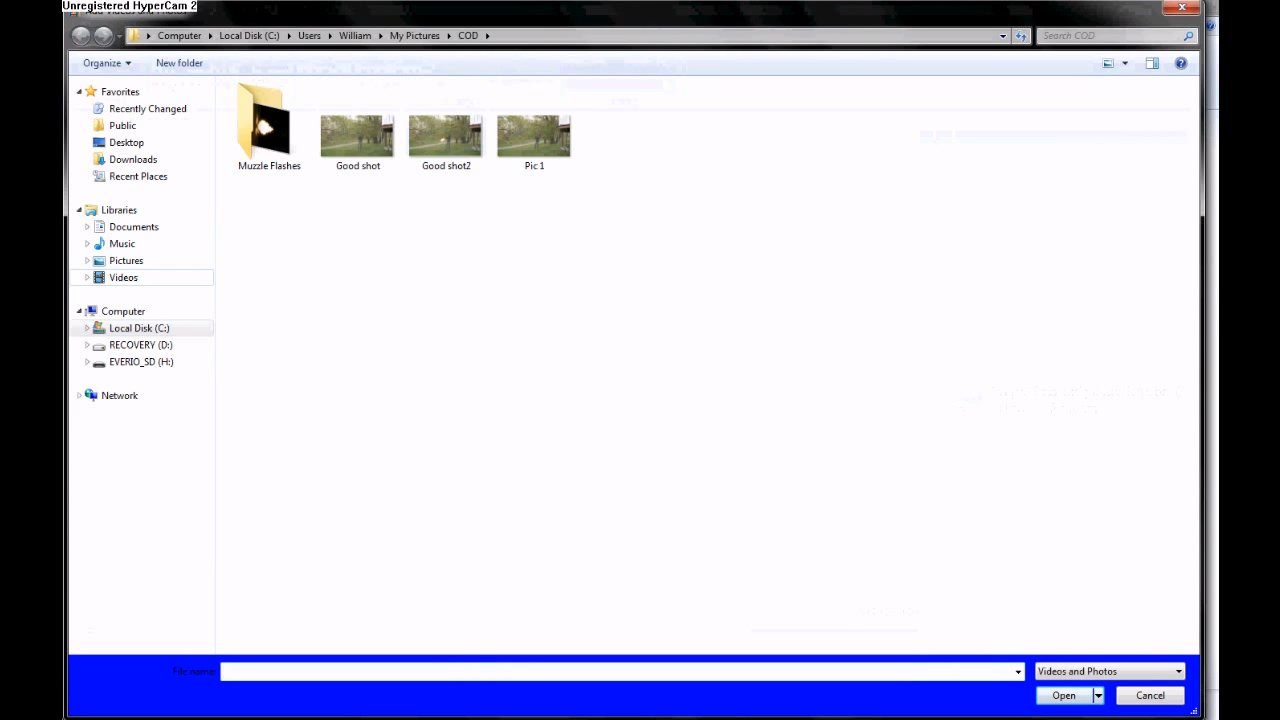 Unregistered HyperCam 2
Computer Local Disk (C:) Users William My Pictures COD Search COD
Organize New folder
Favorites
Recently Changed
Public
Desktop
Downloads
Recent Places
Libraries
Documents
Music
Pictures
Videos
Computer
Local Disk (C:)
RECOVERY (D:)
EVERIO_SD (H:)
Network
Muzzle Flashes Good shot Good shot2 Pic 1
File name: Videos and Photos
Open Cancel